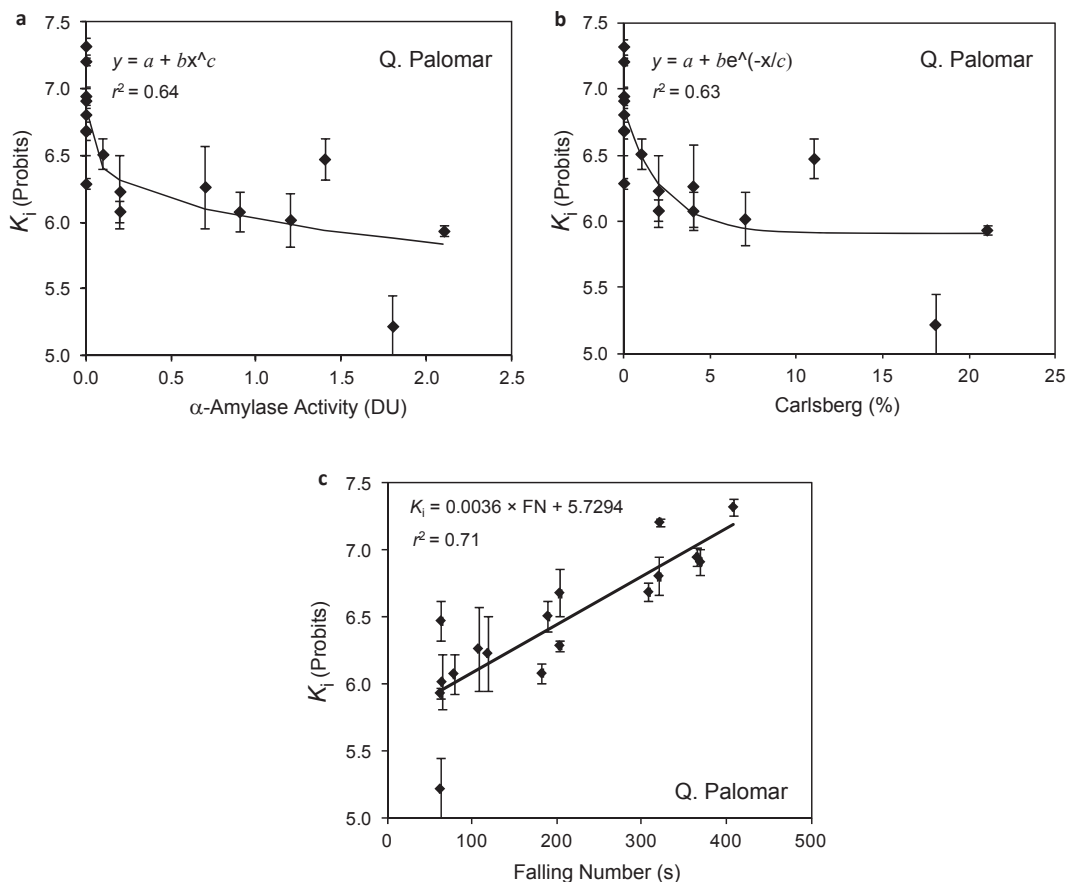 a
7.5
7.0
6.5
6.0
5.5
5.0
Kᵢ (Probits)
y = a + bx^c
r² = 0.64
Q. Palomar
0.0 0.5 1.0 1.5 2.0 2.5
α-Amylase Activity (DU)
b
7.5
7.0
6.5
6.0
5.5
5.0
Kᵢ (Probits)
y = a + be^(-x/c)
r² = 0.63
Q. Palomar
0 5 10 15 20 25
Carlsberg (%)
c
7.5
7.0
6.5
6.0
5.5
5.0
Kᵢ (Probits)
Kᵢ = 0.0036 × FN + 5.7294
r² = 0.71
Q. Palomar
0 100 200 300 400 500
Falling Number (s)